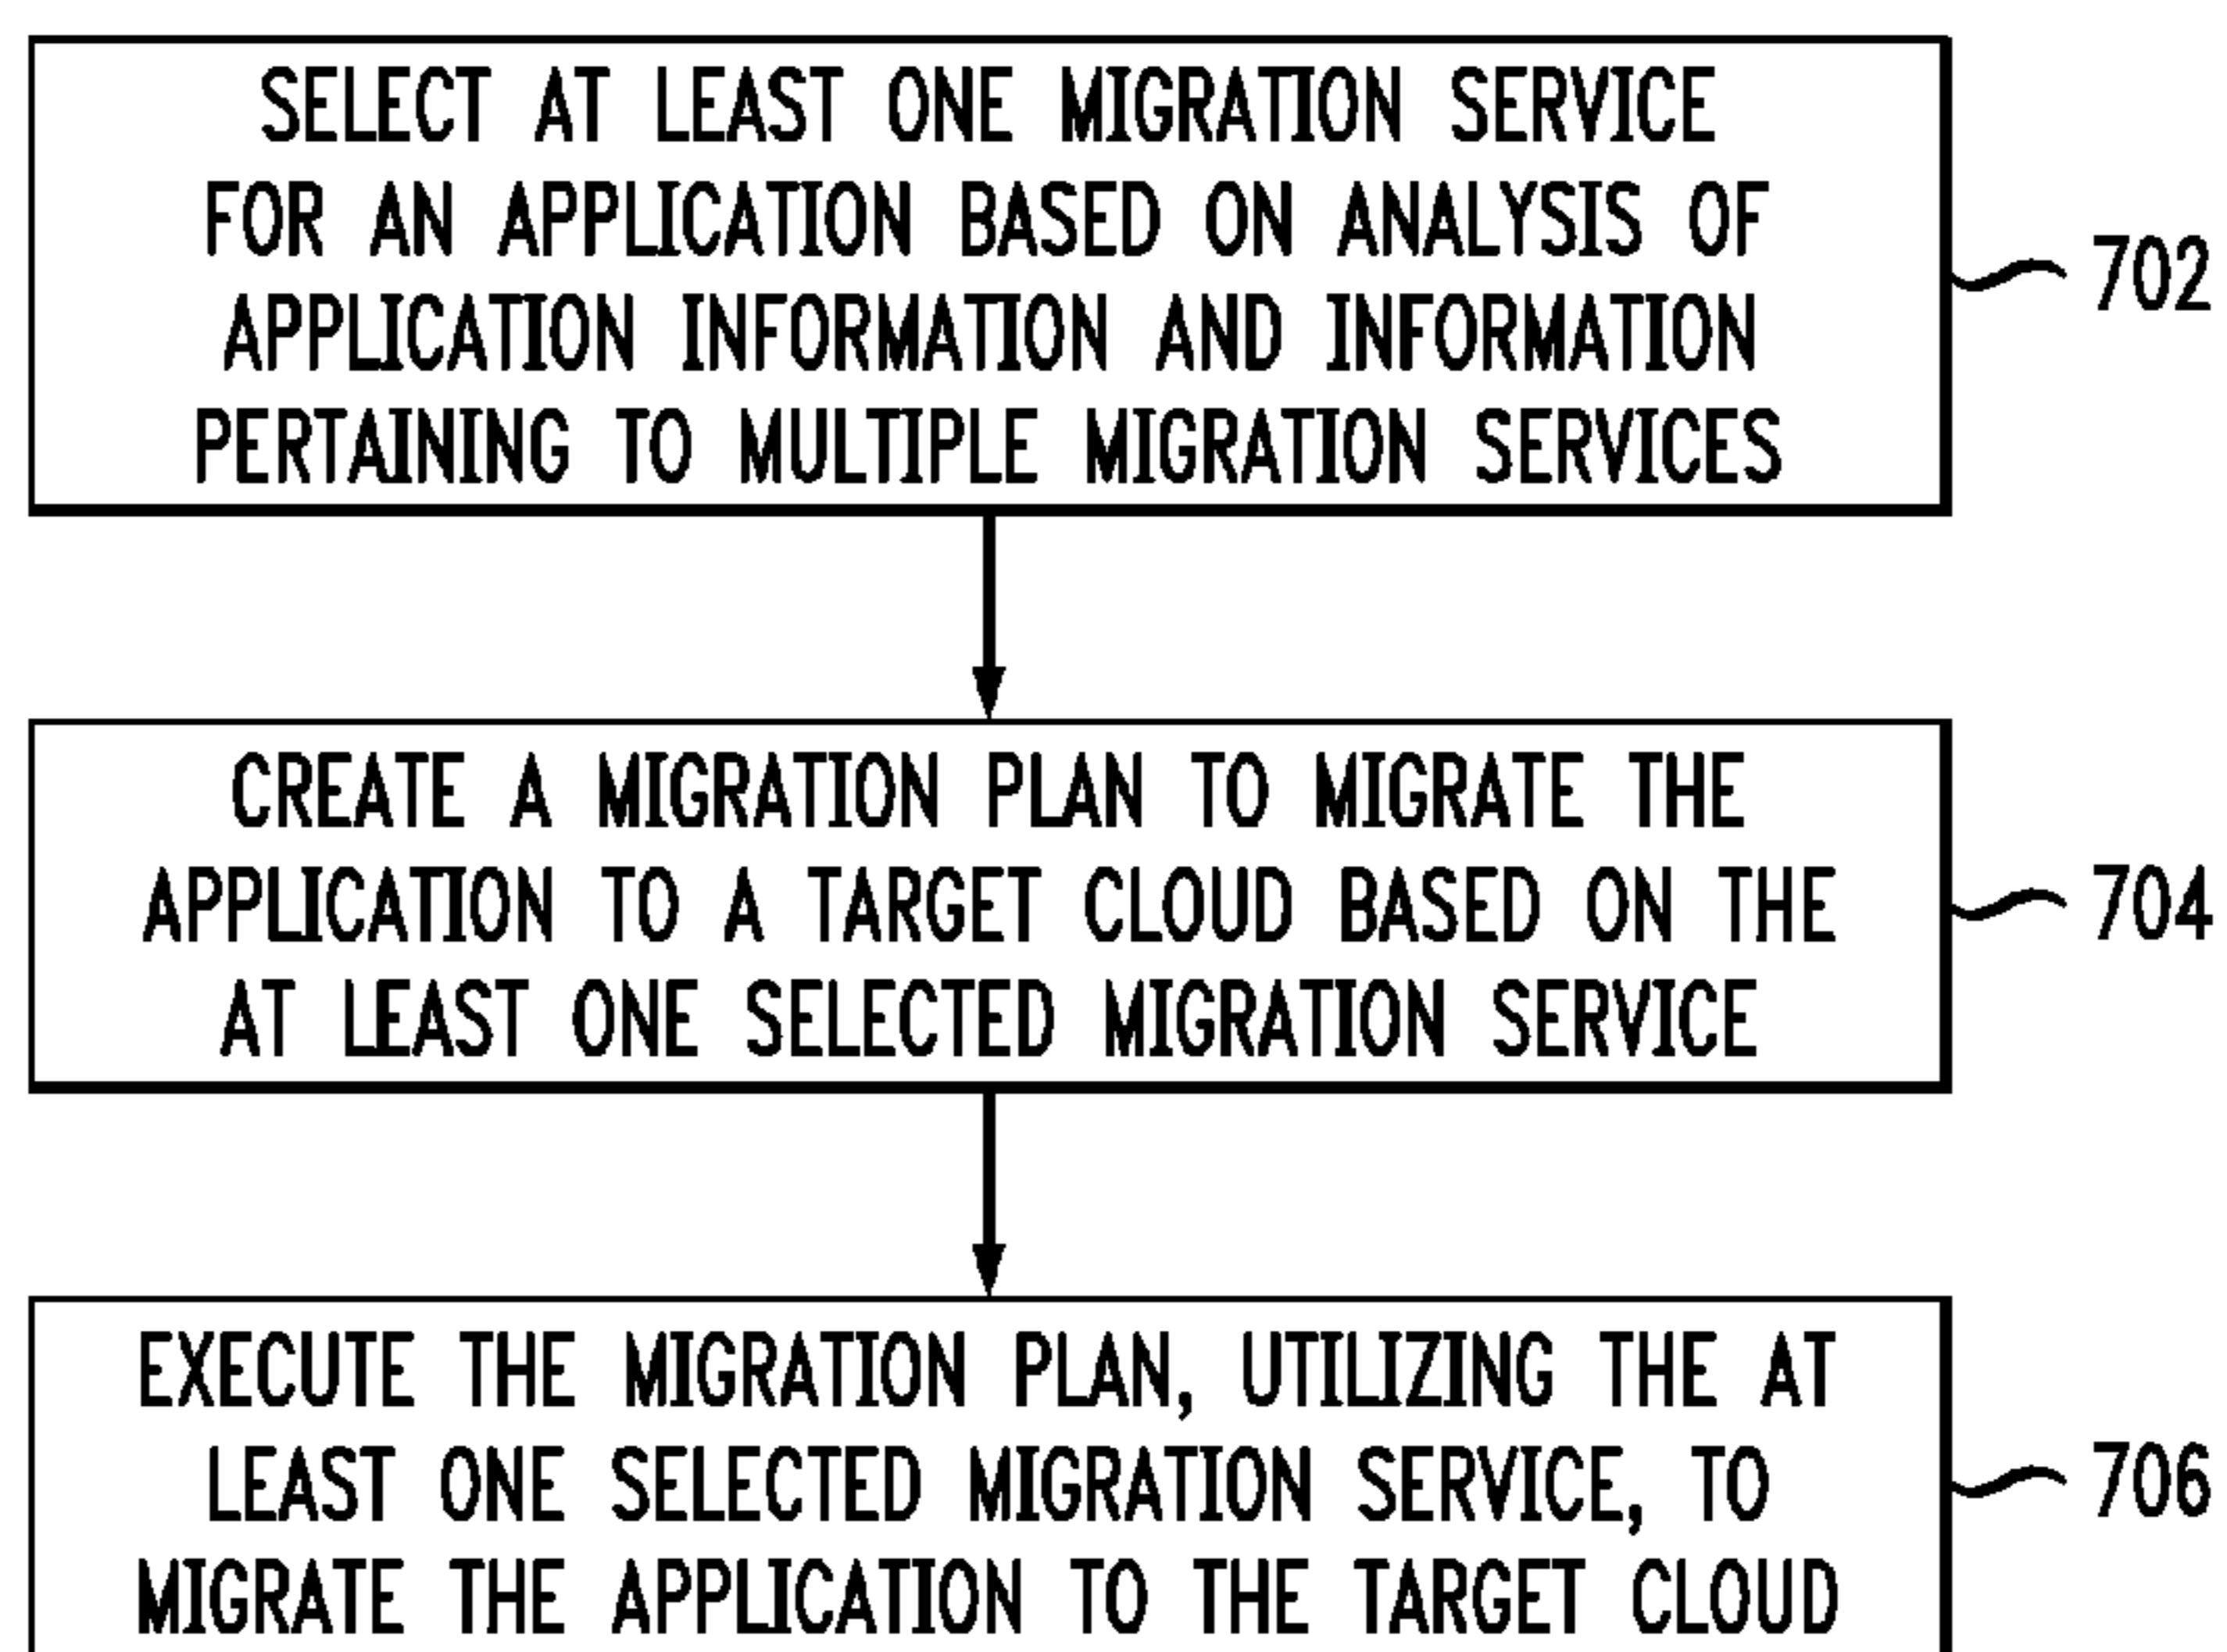 SELECT AT LEAST ONE MIGRATION SERVICE
FOR AN APPLICATION BASED ON ANALYSIS OF
APPLICATION INFORMATION AND INFORMATION
PERTAINING TO MULTIPLE MIGRATION SERVICES
702
CREATE A MIGRATION PLAN TO MIGRATE THE
APPLICATION TO A TARGET CLOUD BASED ON THE
AT LEAST ONE SELECTED MIGRATION SERVICE
704
EXECUTE THE MIGRATION PLAN, UTILIZING THE AT
LEAST ONE SELECTED MIGRATION SERVICE, TO
MIGRATE THE APPLICATION TO THE TARGET CLOUD
706